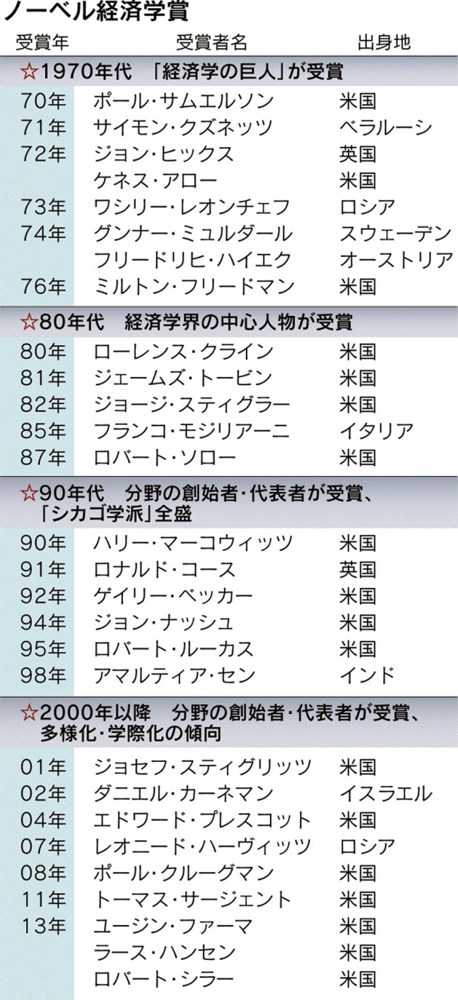 ノーベル経済学賞
受賞年 受賞者名 出身地
☆1970年代 「経済学の巨人」が受賞
70年 ポール・サムエルソン 米国
71年 サイモン・クズネッツ ベラルーシ
72年 ジョン・ヒックス 英国
ケネス・アロー 米国
73年 ワシリー・レオンチェフ ロシア
74年 グンナー・ミュルダール スウェーデン
フリードリヒ・ハイエク オーストリア
76年 ミルトン・フリードマン 米国
☆80年代 経済学界の中心人物が受賞
80年 ローレンス・クライン 米国
81年 ジェームズ・トービン 米国
82年 ジョージ・スティグラー 米国
85年 フランコ・モジリアーニ イタリア
87年 ロバート・ソロー 米国
☆90年代 分野の創始者・代表者が受賞、
「シカゴ学派」全盛
90年 ハリー・マーコウィッツ 米国
91年 ロナルド・コース 英国
92年 ゲイリー・ベッカー 米国
94年 ジョン・ナッシュ 米国
95年 ロバート・ルーカス 米国
98年 アマルティア・セン インド
☆2000年以降 分野の創始者・代表者が受賞、
多様化・学際化の傾向
01年 ジョセフ・スティグリッツ 米国
02年 ダニエル・カーネマン イスラエル
04年 エドワード・プレスコット 米国
07年 レオニード・ハーヴィッツ ロシア
08年 ポール・クルーグマン 米国
11年 トーマス・サージェント 米国
13年 ユージン・ファーマ 米国
ラース・ハンセン 米国
ロバート・シラー 米国